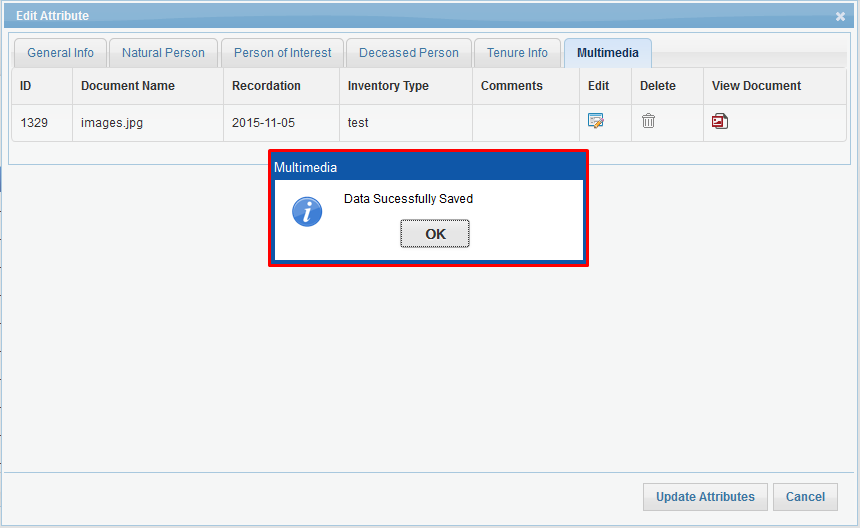 Edit Attribute
General Info Natural Person Person of Interest Deceased Person Tenure Info Multimedia
ID Document Name Recordation Inventory Type Comments Edit Delete View Document
1329 images.jpg 2015-11-05 test
Multimedia
Data Sucessfully Saved
OK
Update Attributes Cancel